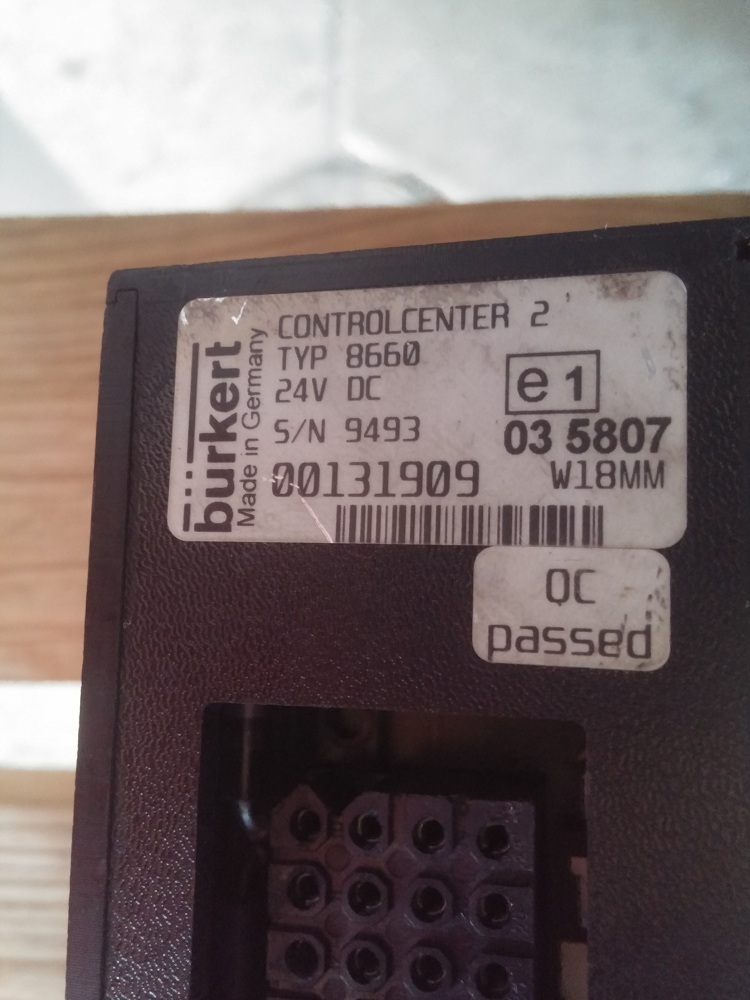 CONTROLCENTER 2
TYP 8660
24V DC
S/N 9493
00131909
bürkert
Made in Germany
e1
03 5807
W18MM
QC
passed